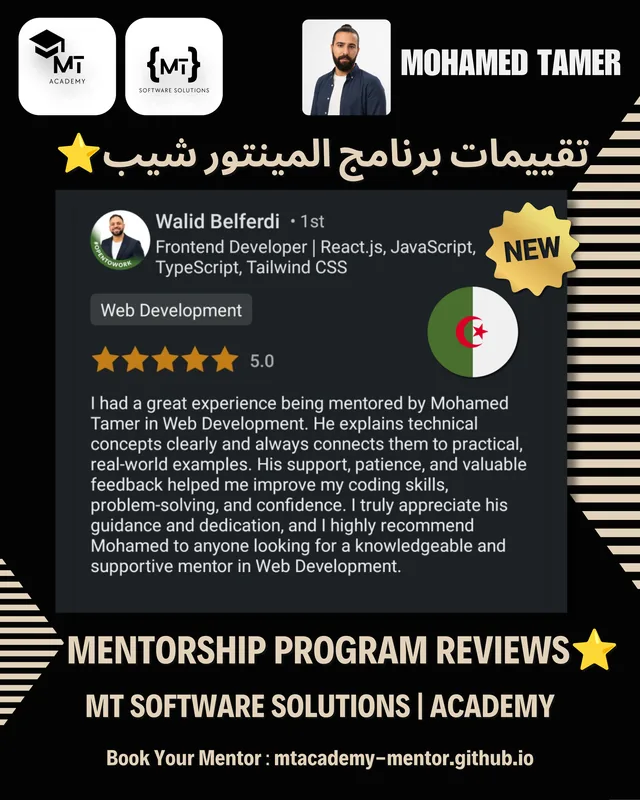 MT
ACADEMY
{MT}
SOFTWARE SOLUTIONS
MOHAMED TAMER
تقييمات برنامج المينتور شيب
Walid Belferdi • 1st
Frontend Developer | React.js, JavaScript,
TypeScript, Tailwind CSS
#OPENTOWORK
NEW
Web Development
5.0
I had a great experience being mentored by Mohamed
Tamer in Web Development. He explains technical
concepts clearly and always connects them to practical,
real-world examples. His support, patience, and valuable
feedback helped me improve my coding skills,
problem-solving, and confidence. I truly appreciate his
guidance and dedication, and I highly recommend
Mohamed to anyone looking for a knowledgeable and
supportive mentor in Web Development.
MENTORSHIP PROGRAM REVIEWS
MT SOFTWARE SOLUTIONS | ACADEMY
Book Your Mentor : mtacademy-mentor.github.io